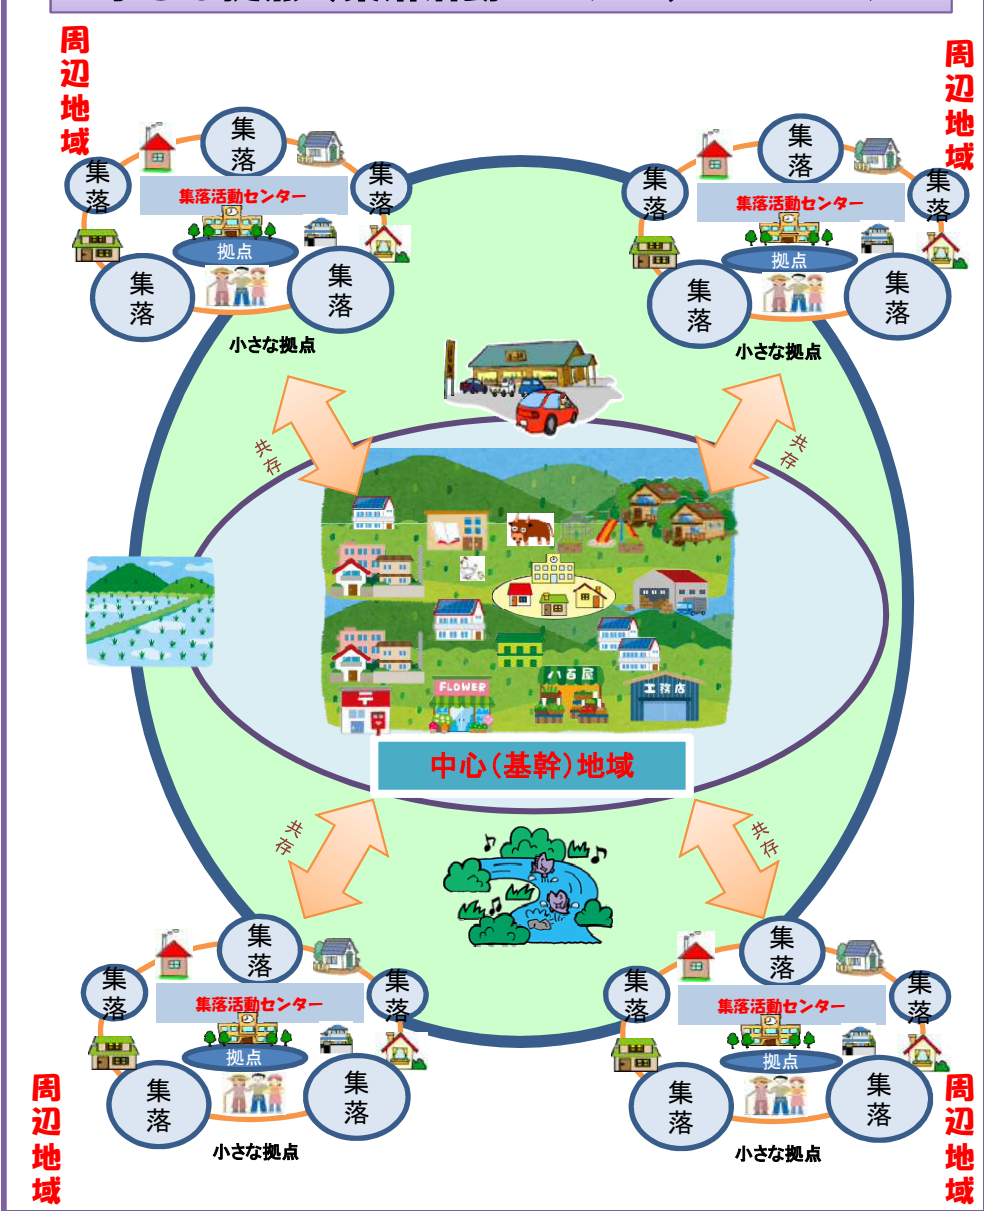 周辺地域
周辺地域
集落
集落
集落
集落活動センター
拠点
集落
集落
小さな拠点
集落
集落
集落
集落活動センター
拠点
集落
集落
小さな拠点
共存
共存
FLOWER
八百屋
工務店
〒
中心(基幹)地域
共存
共存
集落
集落
集落
集落活動センター
拠点
集落
集落
小さな拠点
集落
集落
集落
集落活動センター
拠点
集落
集落
小さな拠点
周辺地域
周辺地域